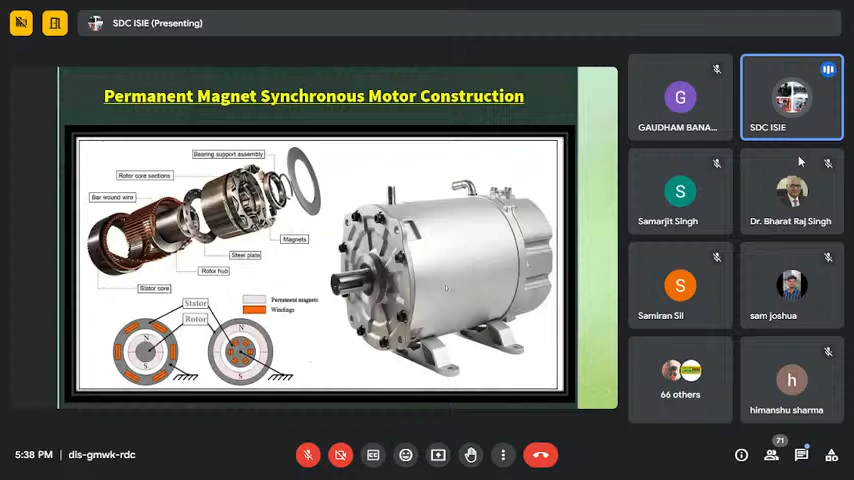 SDC ISIE (Presenting)
Permanent Magnet Synchronous Motor Construction
Bearing support assembly
Rotor core sections
Bar wound wire
Magnets
Steel plate
Rotor hub
Stator core
Stator
Rotor
Permanent magnets
Windings
N
S
N
S
G
GAUDHAM BANA...
SDC ISIE
S
Samarjit Singh
Dr. Bharat Raj Singh
S
Samiran Sil
sam joshua
66 others
h
himanshu sharma
5:38 PM | dis-gmwk-rdc
71